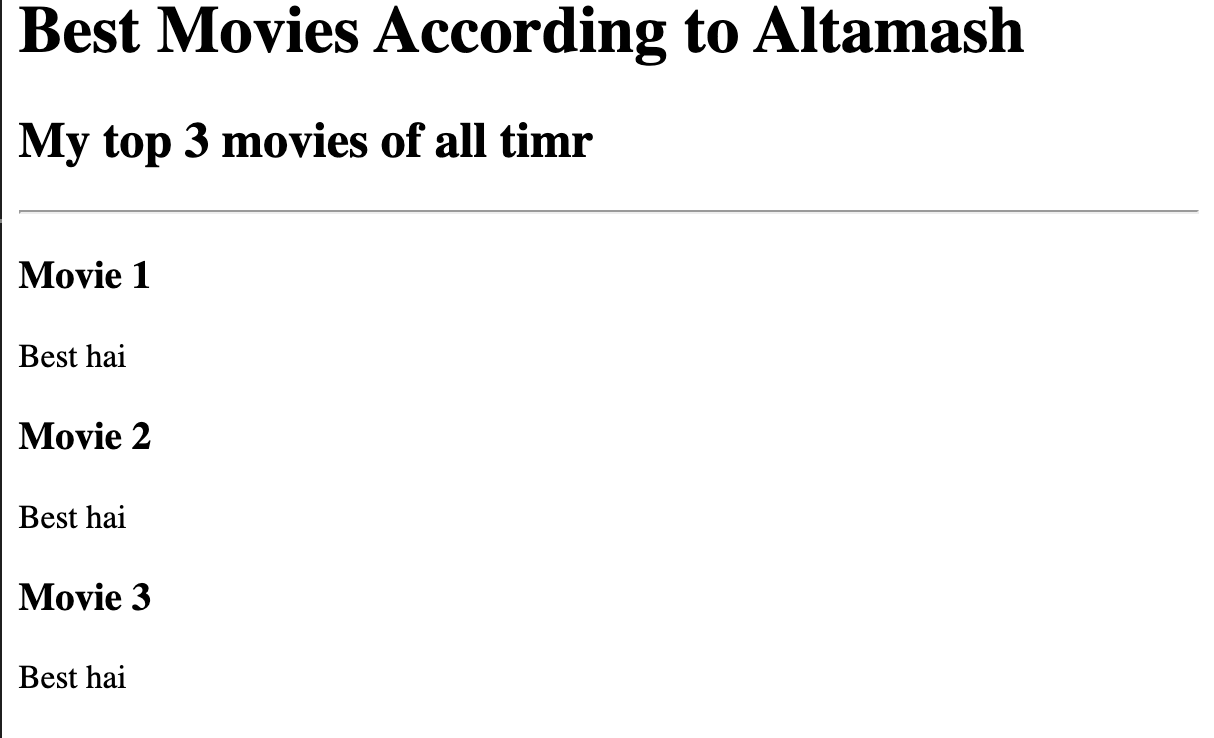 Best Movies According to Altamash
My top 3 movies of all timr
Movie 1
Best hai
Movie 2
Best hai
Movie 3
Best hai